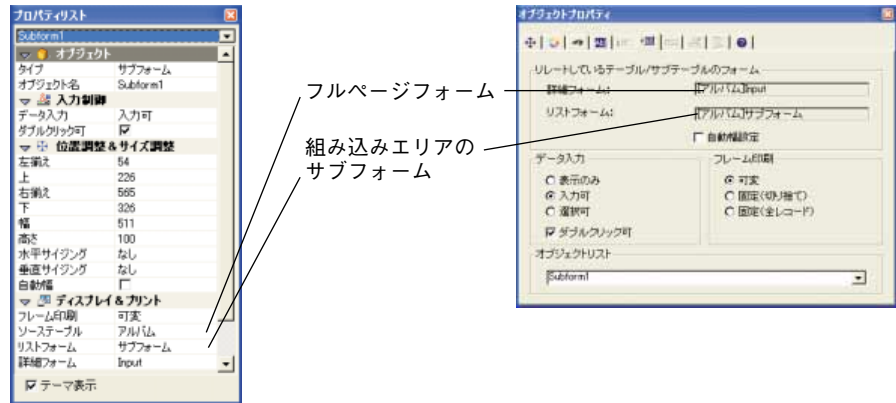 プロパティリスト
Subform1
オブジェクト
タイプ サブフォーム
オブジェクト名 Subform1
入力制御
データ入力 入力可
ダブルクリック可
位置調整&サイズ調整
左揃え 54
上 226
右揃え 565
下 326
幅 511
高さ 100
水平サイジング なし
垂直サイジング なし
自動幅
ディスプレイ&プリント
フレーム印刷 可変
ソーステーブル アルバム
リストフォーム サブフォーム
詳細フォーム Input
テーマ表示
フルページフォーム
組み込みエリアの
サブフォーム
オブジェクトプロパティ
リレートしているテーブル/サブテーブルのフォーム
詳細フォーム: [アルバム]Input
リストフォーム: [アルバム]サブフォーム
自動幅設定
データ入力
表示のみ
入力可
選択可
ダブルクリック可
フレーム印刷
可変
固定(切り捨て)
固定(全レコード)
オブジェクトリスト
Subform1